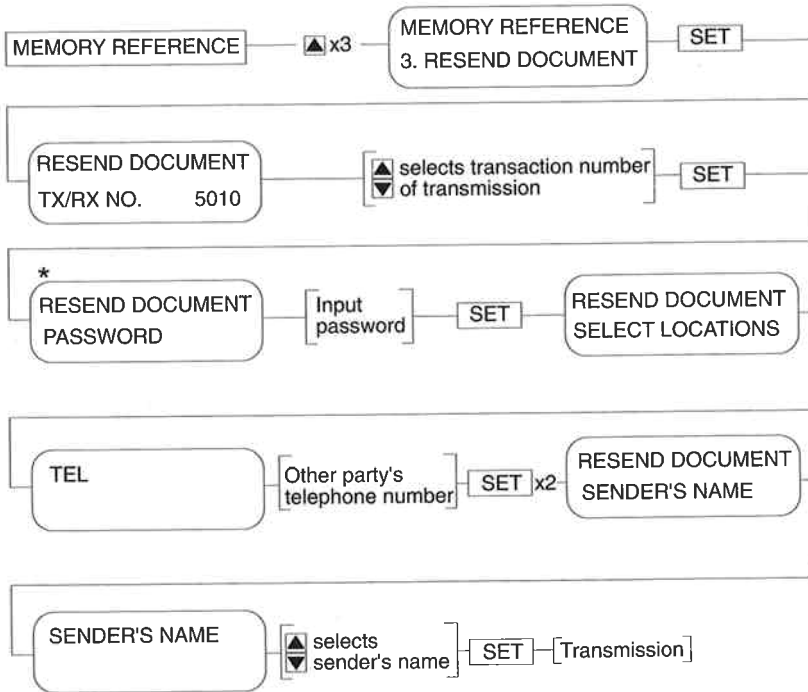 MEMORY REFERENCE ▲ x3 MEMORY REFERENCE
3. RESEND DOCUMENT SET
RESEND DOCUMENT
TX/RX NO. 5010
▲ selects transaction number
▼ of transmission
SET
*
RESEND DOCUMENT
PASSWORD
Input
password
SET
RESEND DOCUMENT
SELECT LOCATIONS
TEL
Other party's
telephone number
SET x2
RESEND DOCUMENT
SENDER'S NAME
SENDER'S NAME
▲ selects
▼ sender's name
SET
Transmission